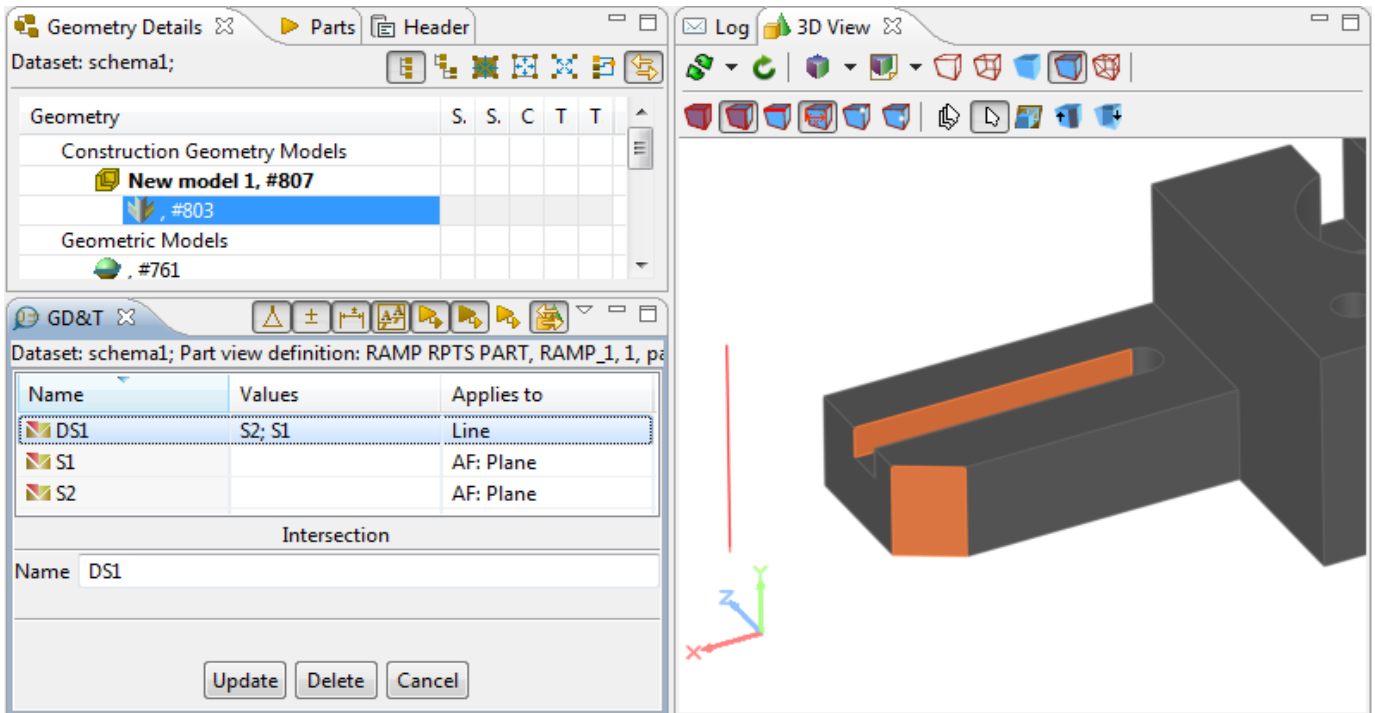 Geometry Details Parts Header
Dataset: schema1;
Geometry S. S. C T T
Construction Geometry Models
New model 1, #807
, #803
Geometric Models
, #761
GD&T
Dataset: schema1; Part view definition: RAMP RPTS PART, RAMP_1, 1, pa
Name Values Applies to
DS1 S2; S1 Line
S1 AF: Plane
S2 AF: Plane
Intersection
Name DS1
Update Delete Cancel
Log 3D View
Y
Z
X